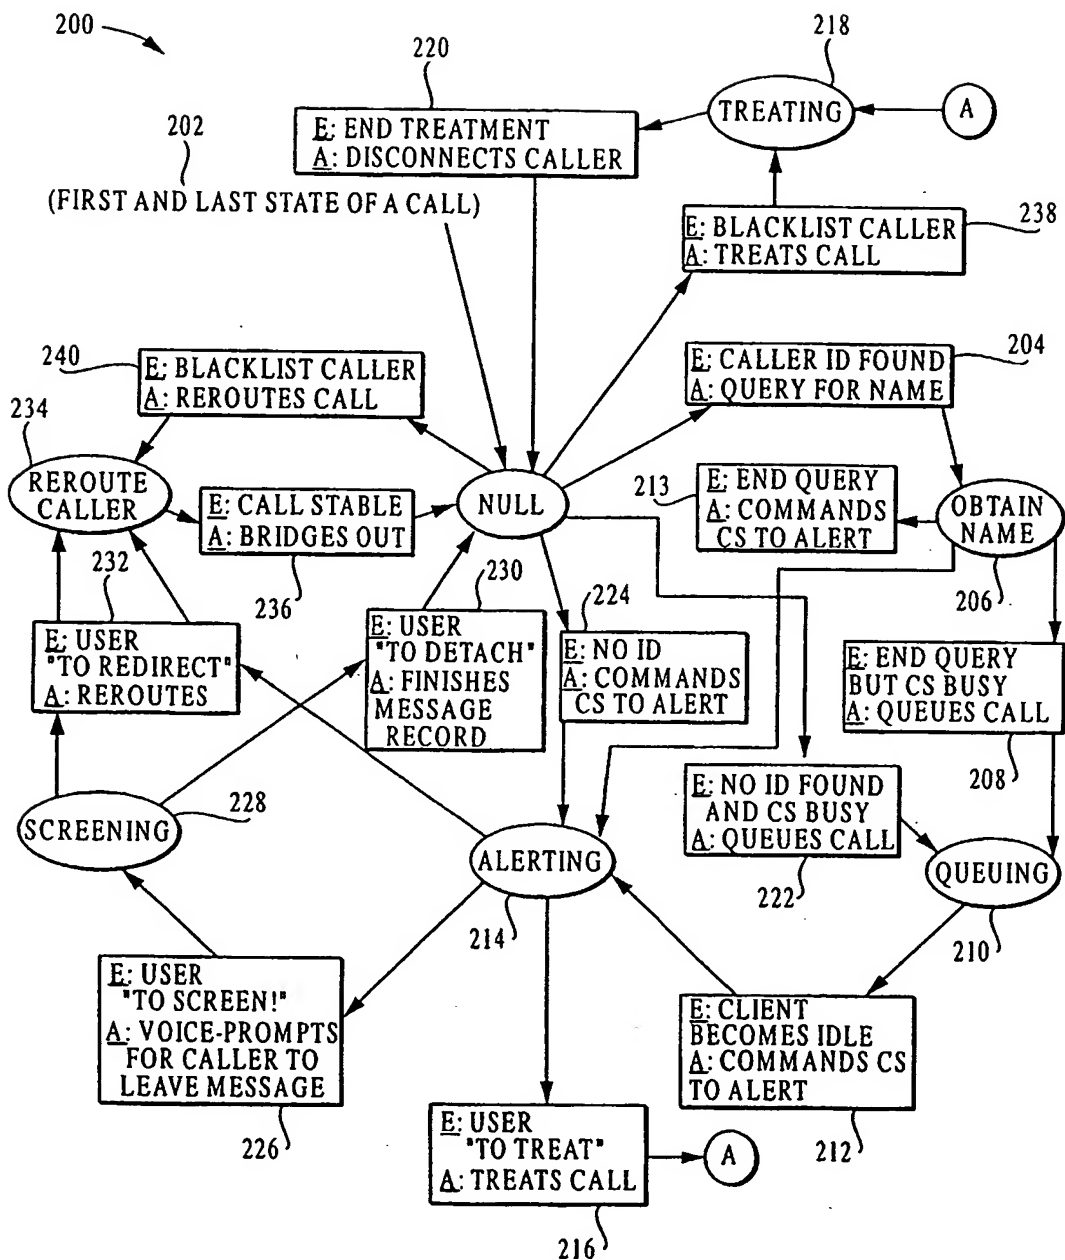 200
220
218
TREATING
A
E: END TREATMENT
A: DISCONNECTS CALLER
202
(FIRST AND LAST STATE OF A CALL)
238
E: BLACKLIST CALLER
A: TREATS CALL
240
E: BLACKLIST CALLER
A: REROUTES CALL
204
E: CALLER ID FOUND
A: QUERY FOR NAME
234
REROUTE
CALLER
E: CALL STABLE
A: BRIDGES OUT
236
NULL
213
E: END QUERY
A: COMMANDS
CS TO ALERT
OBTAIN
NAME
206
232
E: USER
"TO REDIRECT"
A: REROUTES
230
E: USER
"TO DETACH"
A: FINISHES
MESSAGE
RECORD
224
E: NO ID
A: COMMANDS
CS TO ALERT
E: END QUERY
BUT CS BUSY
A: QUEUES CALL
208
E: NO ID FOUND
AND CS BUSY
A: QUEUES CALL
222
SCREENING
228
ALERTING
214
QUEUING
210
E: USER
"TO SCREEN!"
A: VOICE-PROMPTS
FOR CALLER TO
LEAVE MESSAGE
226
E: CLIENT
BECOMES IDLE
A: COMMANDS CS
TO ALERT
212
E: USER
"TO TREAT"
A: TREATS CALL
216
A